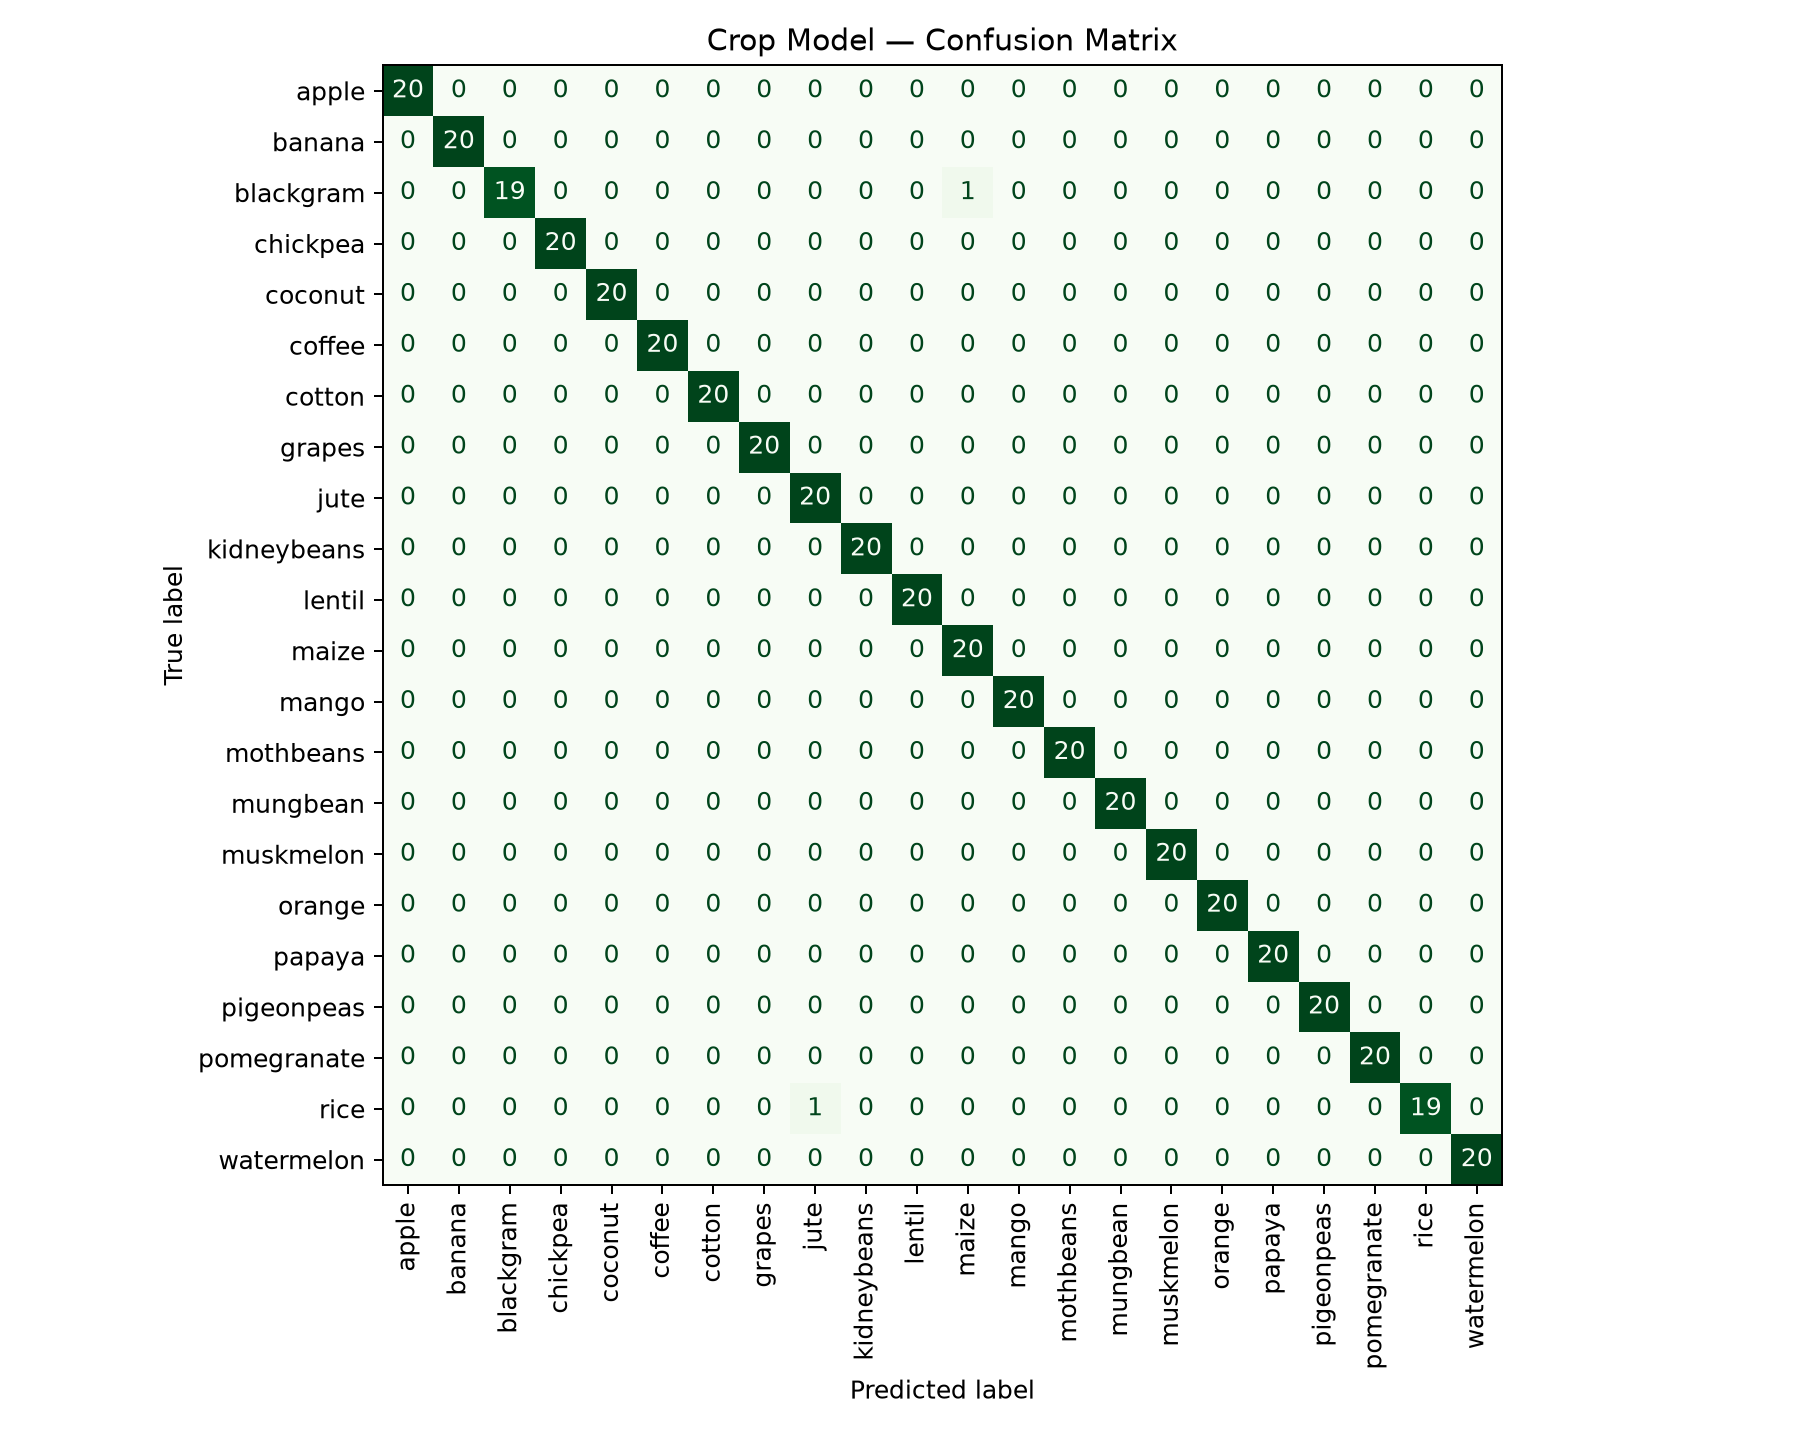 Crop Model — Confusion Matrix
apple 20 0 0 0 0 0 0 0 0 0 0 0 0 0 0 0 0 0 0 0 0 0
banana 0 20 0 0 0 0 0 0 0 0 0 0 0 0 0 0 0 0 0 0 0 0
blackgram 0 0 19 0 0 0 0 0 0 0 0 1 0 0 0 0 0 0 0 0 0 0
chickpea 0 0 0 20 0 0 0 0 0 0 0 0 0 0 0 0 0 0 0 0 0 0
coconut 0 0 0 0 20 0 0 0 0 0 0 0 0 0 0 0 0 0 0 0 0 0
coffee 0 0 0 0 0 20 0 0 0 0 0 0 0 0 0 0 0 0 0 0 0 0
cotton 0 0 0 0 0 0 20 0 0 0 0 0 0 0 0 0 0 0 0 0 0 0
grapes 0 0 0 0 0 0 0 20 0 0 0 0 0 0 0 0 0 0 0 0 0 0
jute 0 0 0 0 0 0 0 0 20 0 0 0 0 0 0 0 0 0 0 0 0 0
kidneybeans 0 0 0 0 0 0 0 0 0 20 0 0 0 0 0 0 0 0 0 0 0 0
lentil 0 0 0 0 0 0 0 0 0 0 20 0 0 0 0 0 0 0 0 0 0 0
maize 0 0 0 0 0 0 0 0 0 0 0 20 0 0 0 0 0 0 0 0 0 0
mango 0 0 0 0 0 0 0 0 0 0 0 0 20 0 0 0 0 0 0 0 0 0
mothbeans 0 0 0 0 0 0 0 0 0 0 0 0 0 20 0 0 0 0 0 0 0 0
mungbean 0 0 0 0 0 0 0 0 0 0 0 0 0 0 20 0 0 0 0 0 0 0
muskmelon 0 0 0 0 0 0 0 0 0 0 0 0 0 0 0 20 0 0 0 0 0 0
orange 0 0 0 0 0 0 0 0 0 0 0 0 0 0 0 0 20 0 0 0 0 0
papaya 0 0 0 0 0 0 0 0 0 0 0 0 0 0 0 0 0 20 0 0 0 0
pigeonpeas 0 0 0 0 0 0 0 0 0 0 0 0 0 0 0 0 0 0 20 0 0 0
pomegranate 0 0 0 0 0 0 0 0 0 0 0 0 0 0 0 0 0 0 0 20 0 0
rice 0 0 0 0 0 0 0 0 1 0 0 0 0 0 0 0 0 0 0 0 19 0
watermelon 0 0 0 0 0 0 0 0 0 0 0 0 0 0 0 0 0 0 0 0 0 20
True label
apple banana blackgram chickpea coconut coffee cotton grapes jute kidneybeans lentil maize mango mothbeans mungbean muskmelon orange papaya pigeonpeas pomegranate rice watermelon
Predicted label